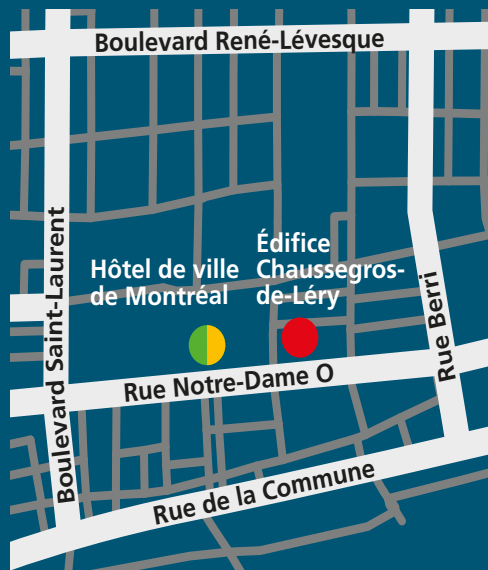 Boulevard René-Lévesque
Boulevard Saint-Laurent
Hôtel de ville
de Montréal
Édifice
Chaussegros-
de-Léry
Rue Berri
Rue Notre-Dame O
Rue de la Commune